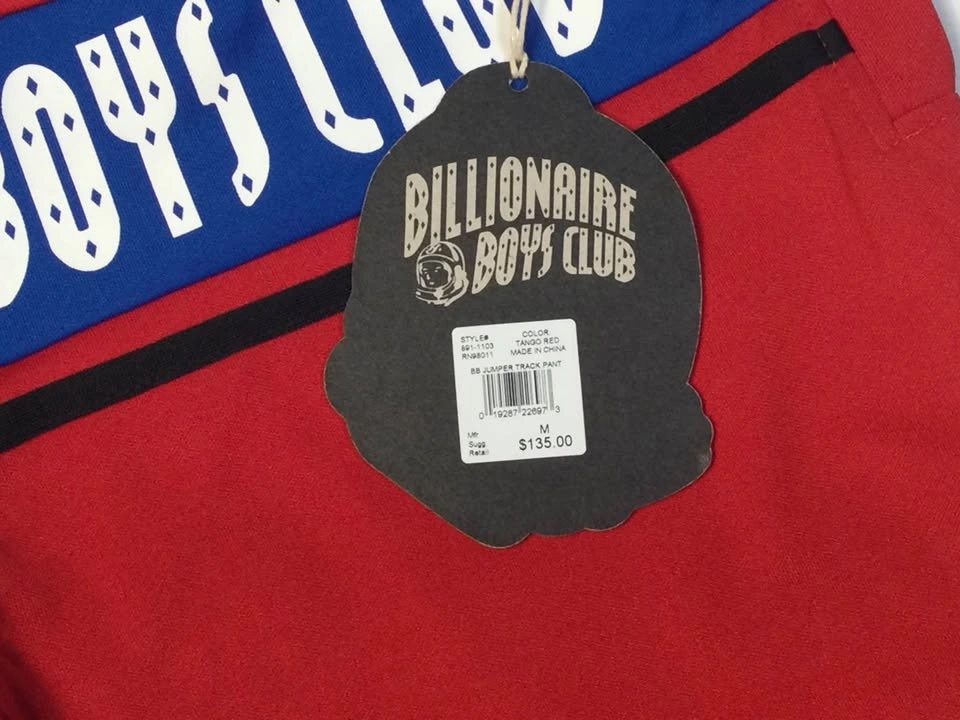 BOYS CLUB
BILLIONAIRE
BOYS CLUB
STYLE# COLOR
891-1103 TANGO RED
RN98011 MADE IN CHINA
BB JUMPER TRACK PANT
0 19287 22697 3
Mfr M
Sugg $135.00
Retail